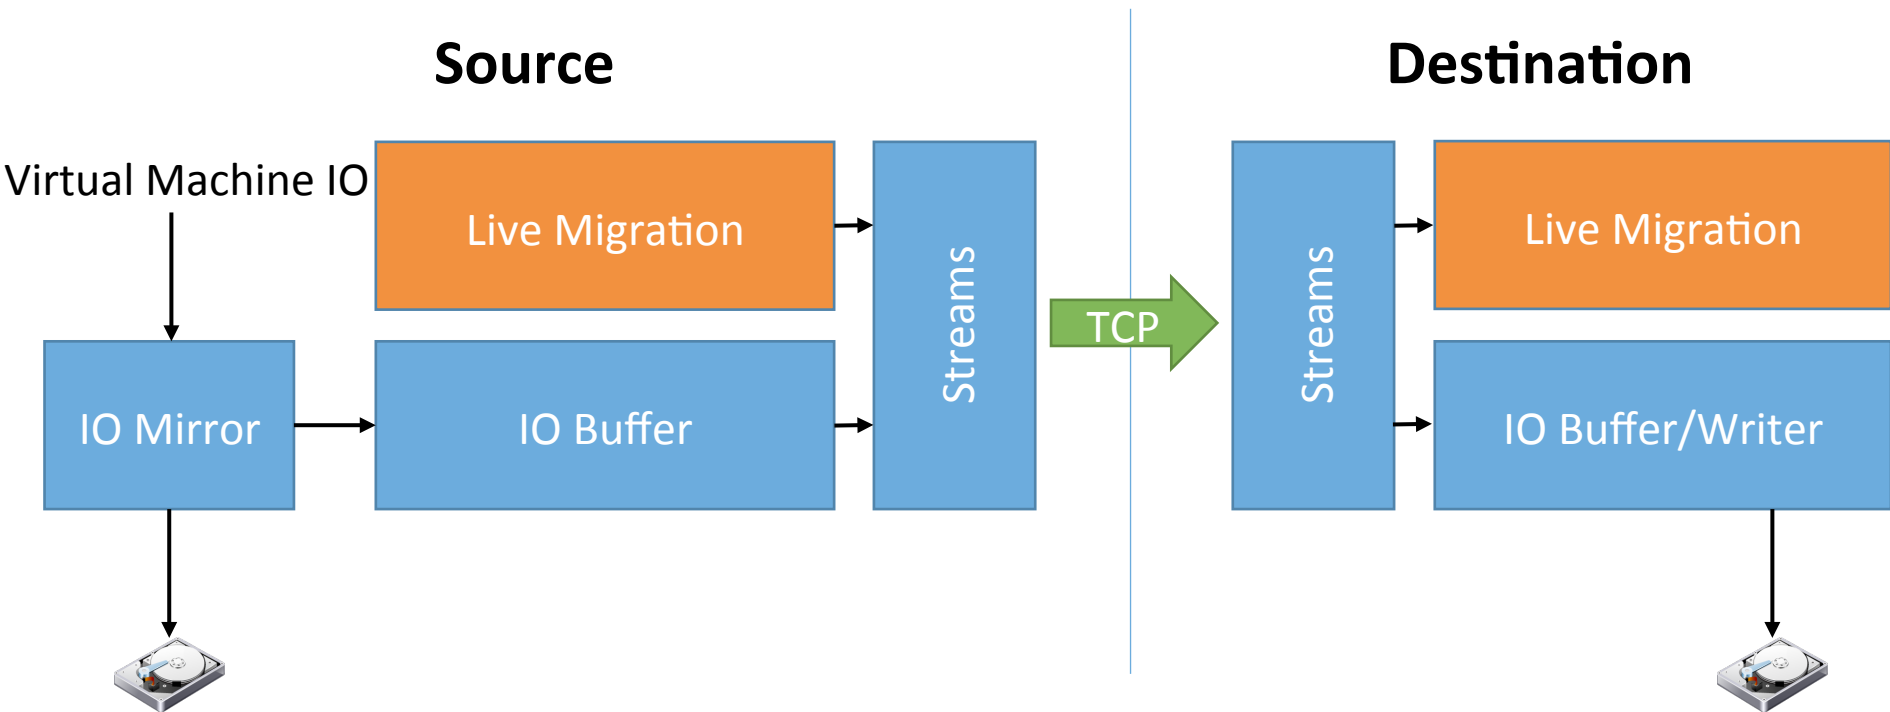 Source
Destination
Virtual Machine IO
Live Migration
Streams
TCP
Streams
Live Migration
IO Mirror
IO Buffer
IO Buffer/Writer